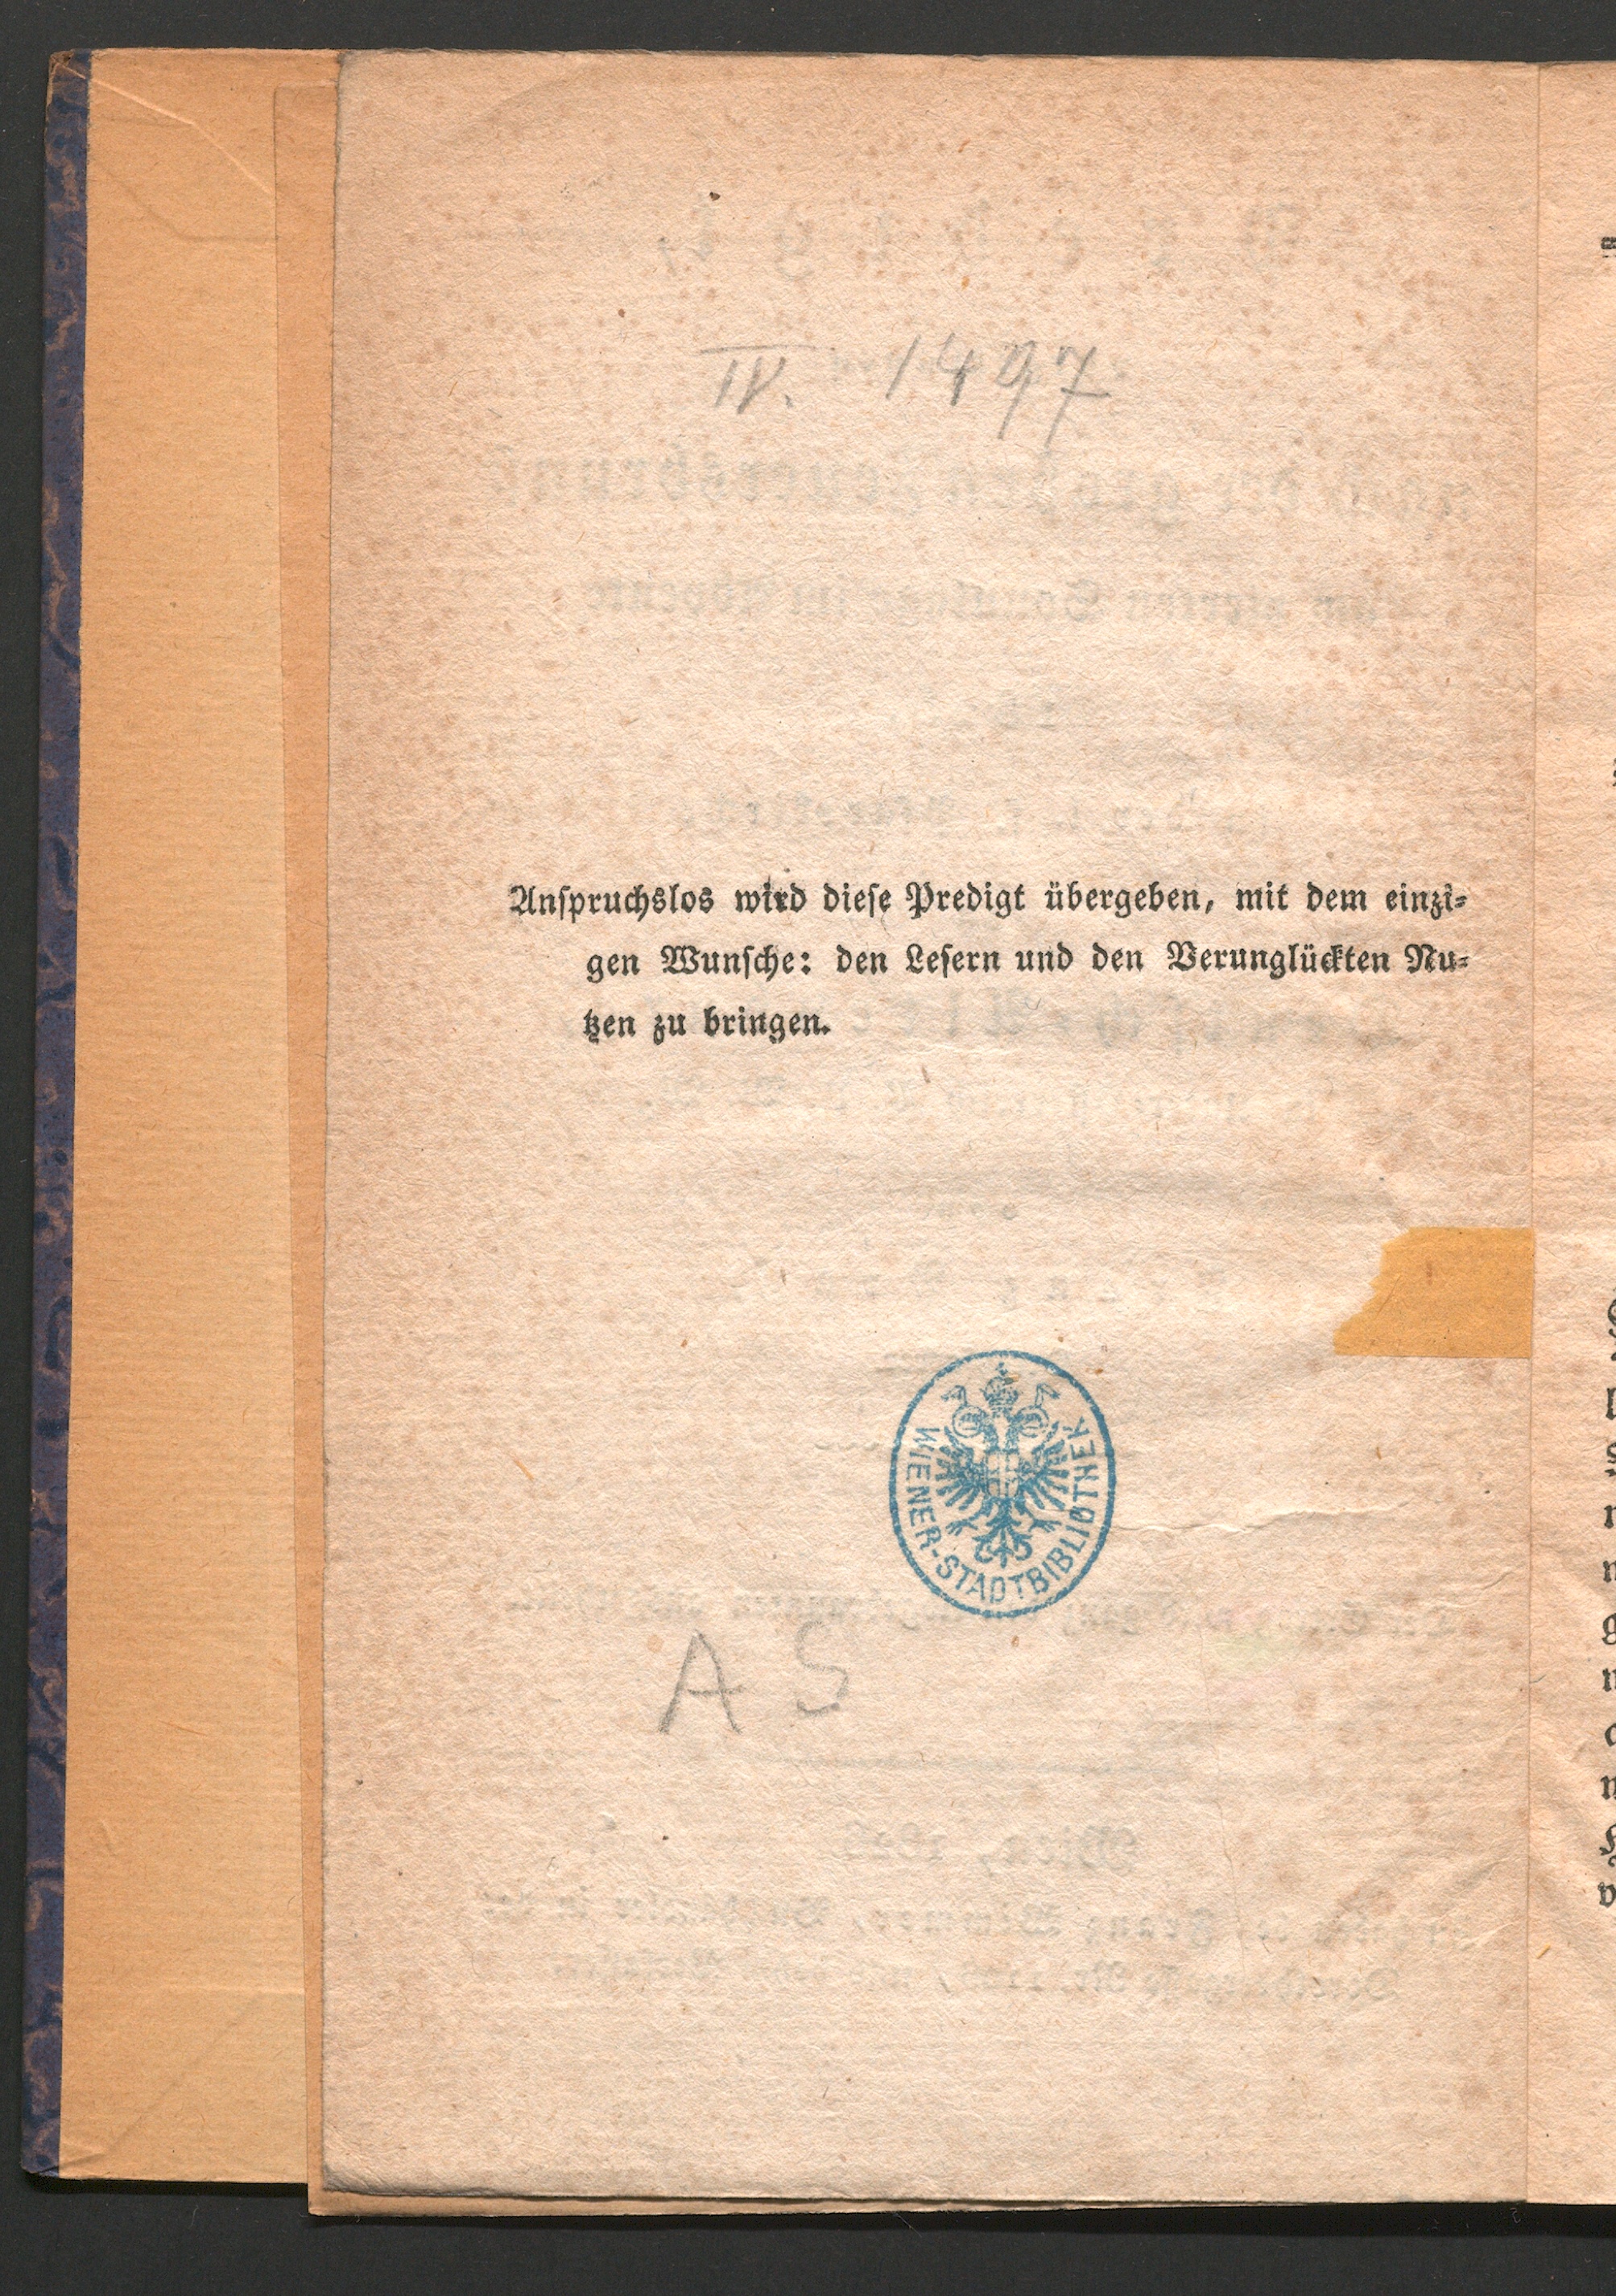 IV. 1497
Anspruchslos wird diese Predigt übergeben, mit dem einzi-
gen Wunsche: den Lesern und den Verunglückten Nu-
tzen zu bringen.
WIENER-STADTBIBLIOTHEK
A S